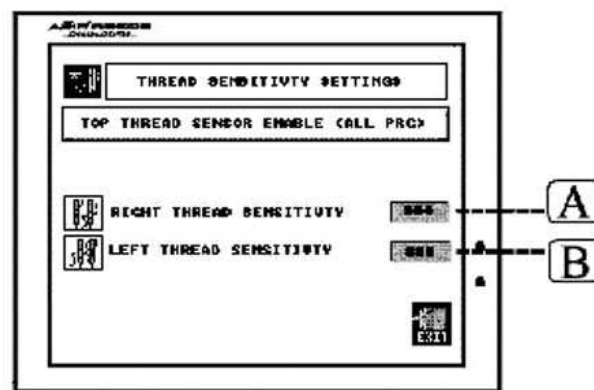 THREAD SENSITIVTY SETTINGS
TOP THREAD SENSOR ENABLE (ALL PRG)
RIGHT THREAD SENSITIVTY
A
LEFT THREAD SENSITIVTY
B
EXIT